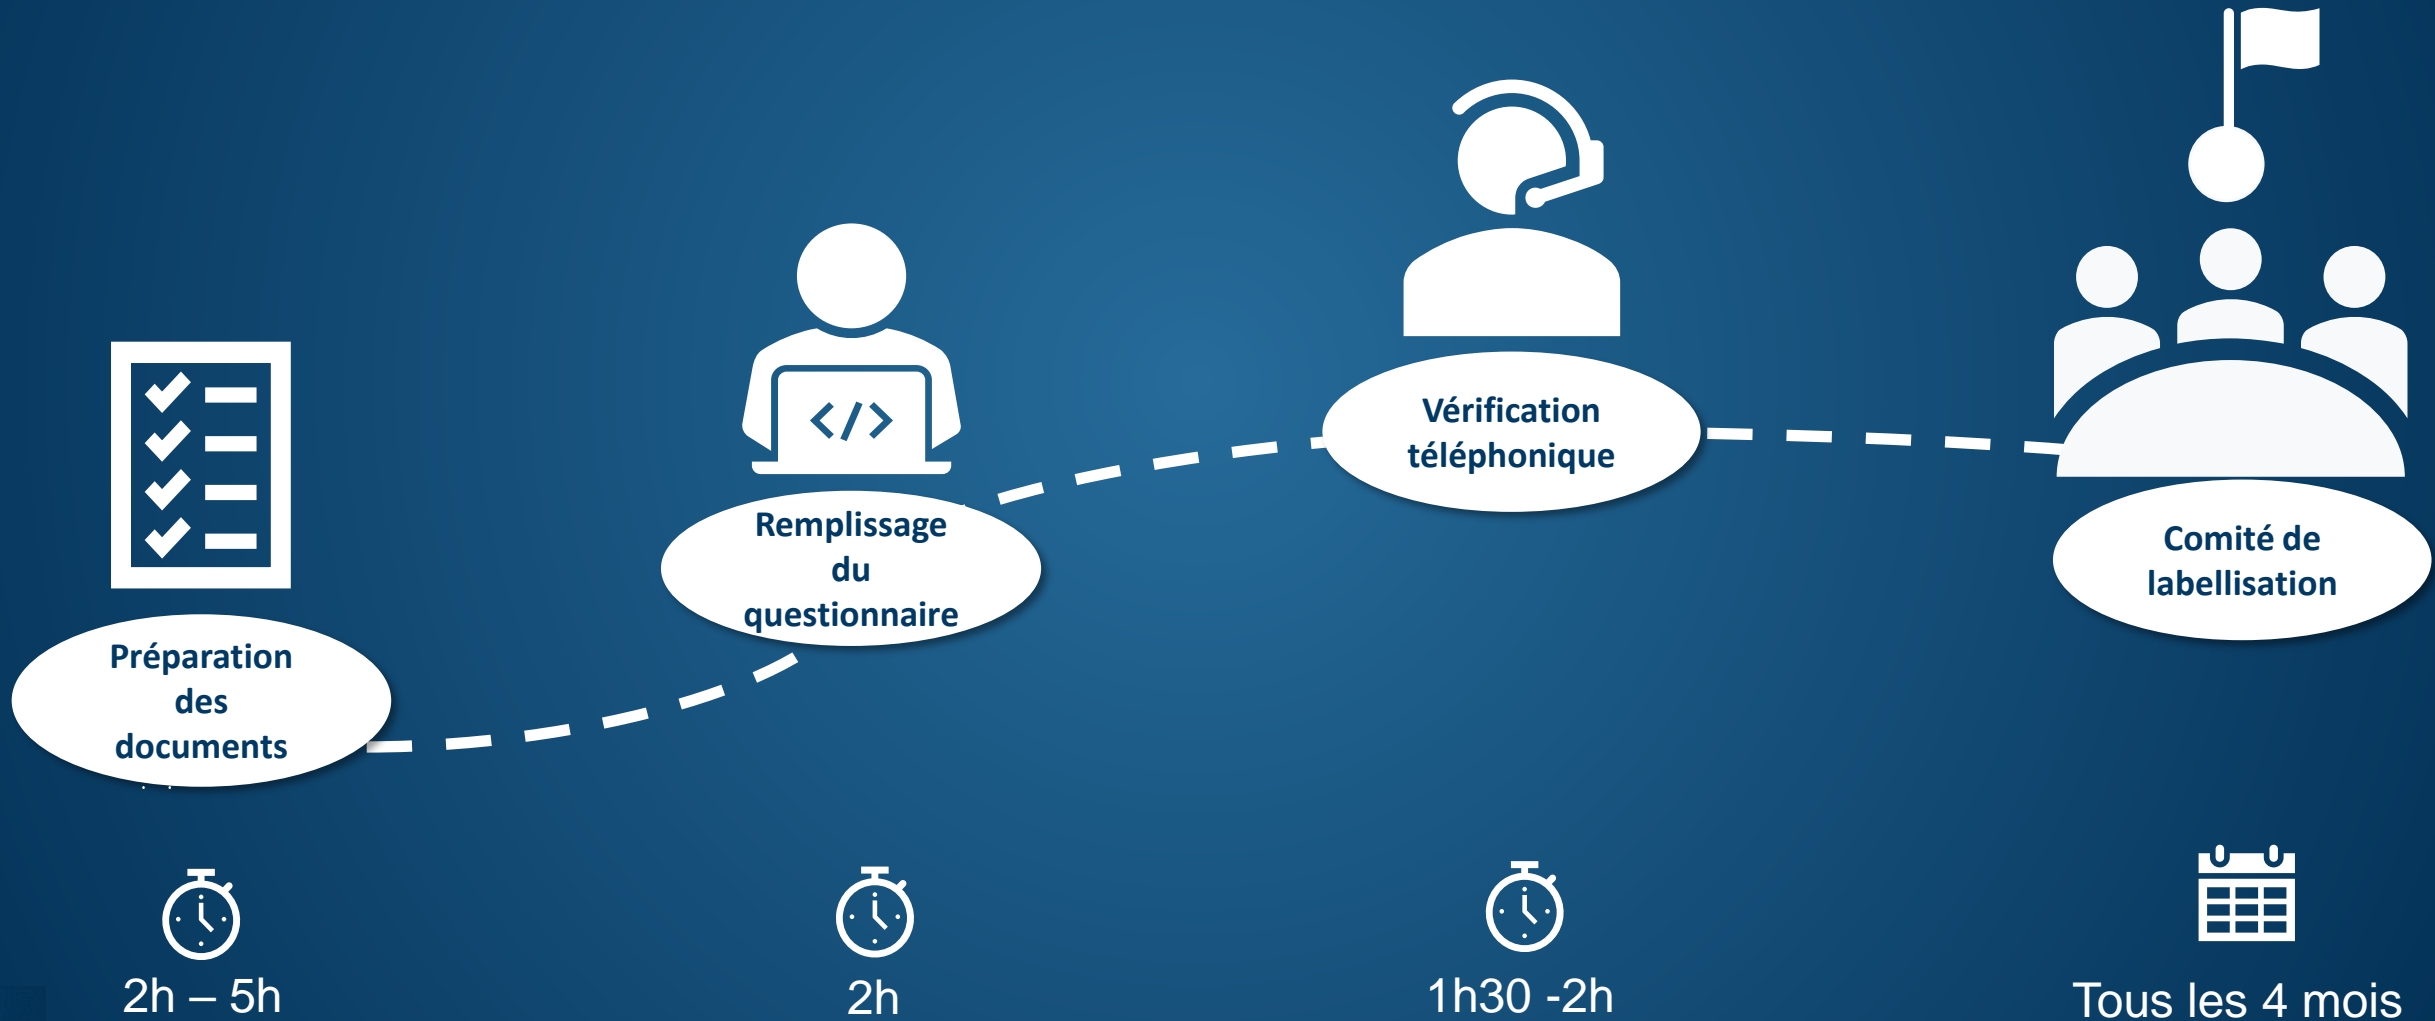 Préparation
des
documents
2h – 5h
</>
Remplissage
du
questionnaire
2h
Vérification
téléphonique
1h30 -2h
Comité de
labellisation
Tous les 4 mois